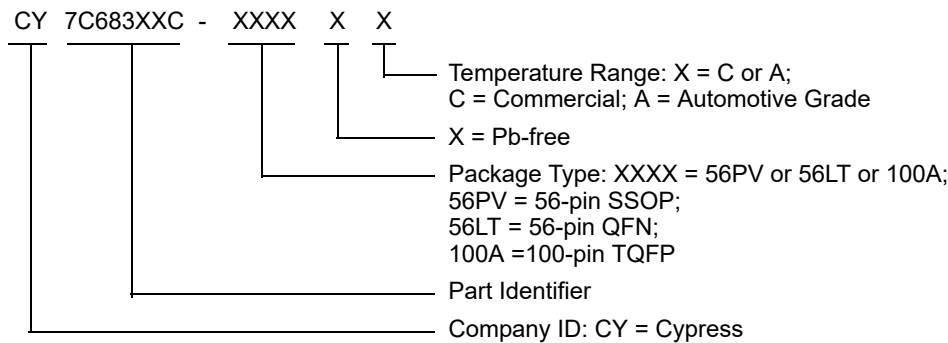 CY 7C683XXC - XXXX X X
Temperature Range: X = C or A;
C = Commercial; A = Automotive Grade
X = Pb-free
Package Type: XXXX = 56PV or 56LT or 100A;
56PV = 56-pin SSOP;
56LT = 56-pin QFN;
100A =100-pin TQFP
Part Identifier
Company ID: CY = Cypress